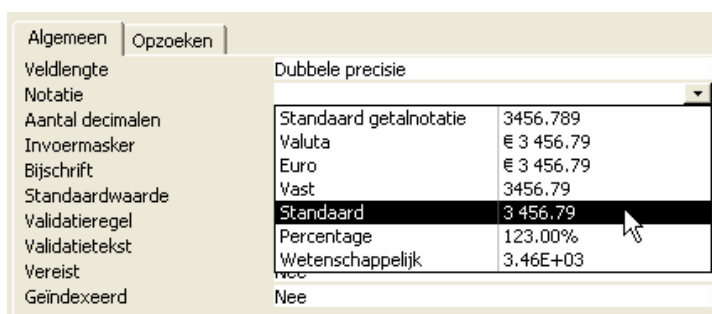 Algemeen Opzoeken
Veldlengte Dubbele precisie
Notatie
Aantal decimalen Standaard getalnotatie 3456.789
Invoermasker Valuta € 3 456.79
Bijschrift Euro € 3 456.79
Standaardwaarde Vast 3456.79
Validatieregel Standaard 3 456.79
Validatietekst Percentage 123.00%
Vereist Wetenschappelijk 3.46E+03
Geïndexeerd Nee